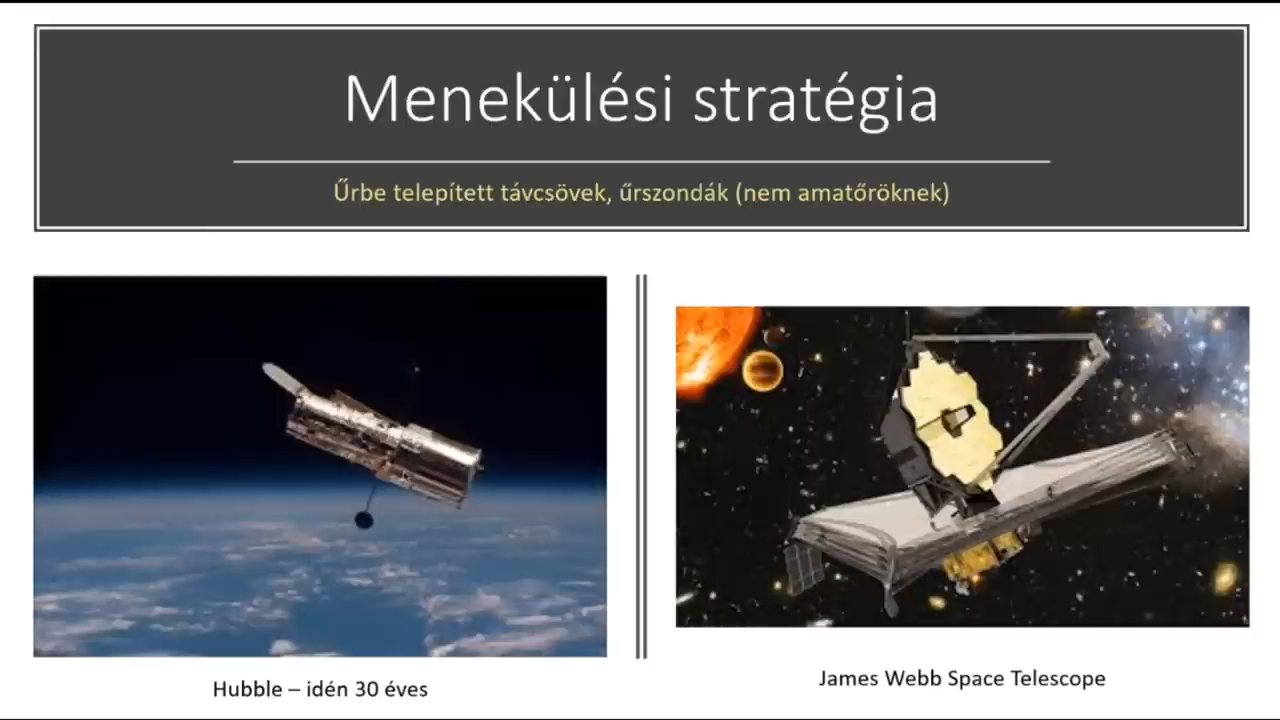 Menekülési stratégia
Űrbe telepített távcsövek, űrszondák (nem amatőröknek)
Hubble – idén 30 éves
James Webb Space Telescope